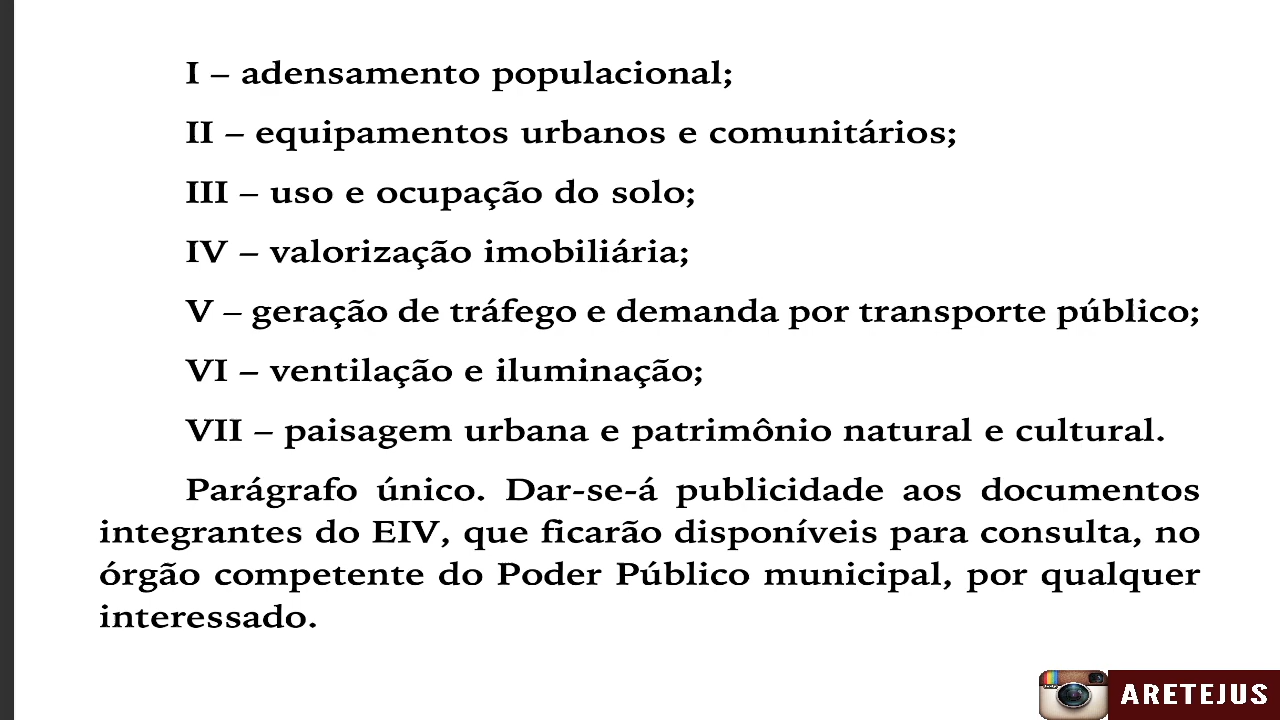 I – adensamento populacional;
II – equipamentos urbanos e comunitários;
III – uso e ocupação do solo;
IV – valorização imobiliária;
V – geração de tráfego e demanda por transporte público;
VI – ventilação e iluminação;
VII – paisagem urbana e patrimônio natural e cultural.
Parágrafo único. Dar-se-á publicidade aos documentos
integrantes do EIV, que ficarão disponíveis para consulta, no
órgão competente do Poder Público municipal, por qualquer
interessado.
ARETEJUS